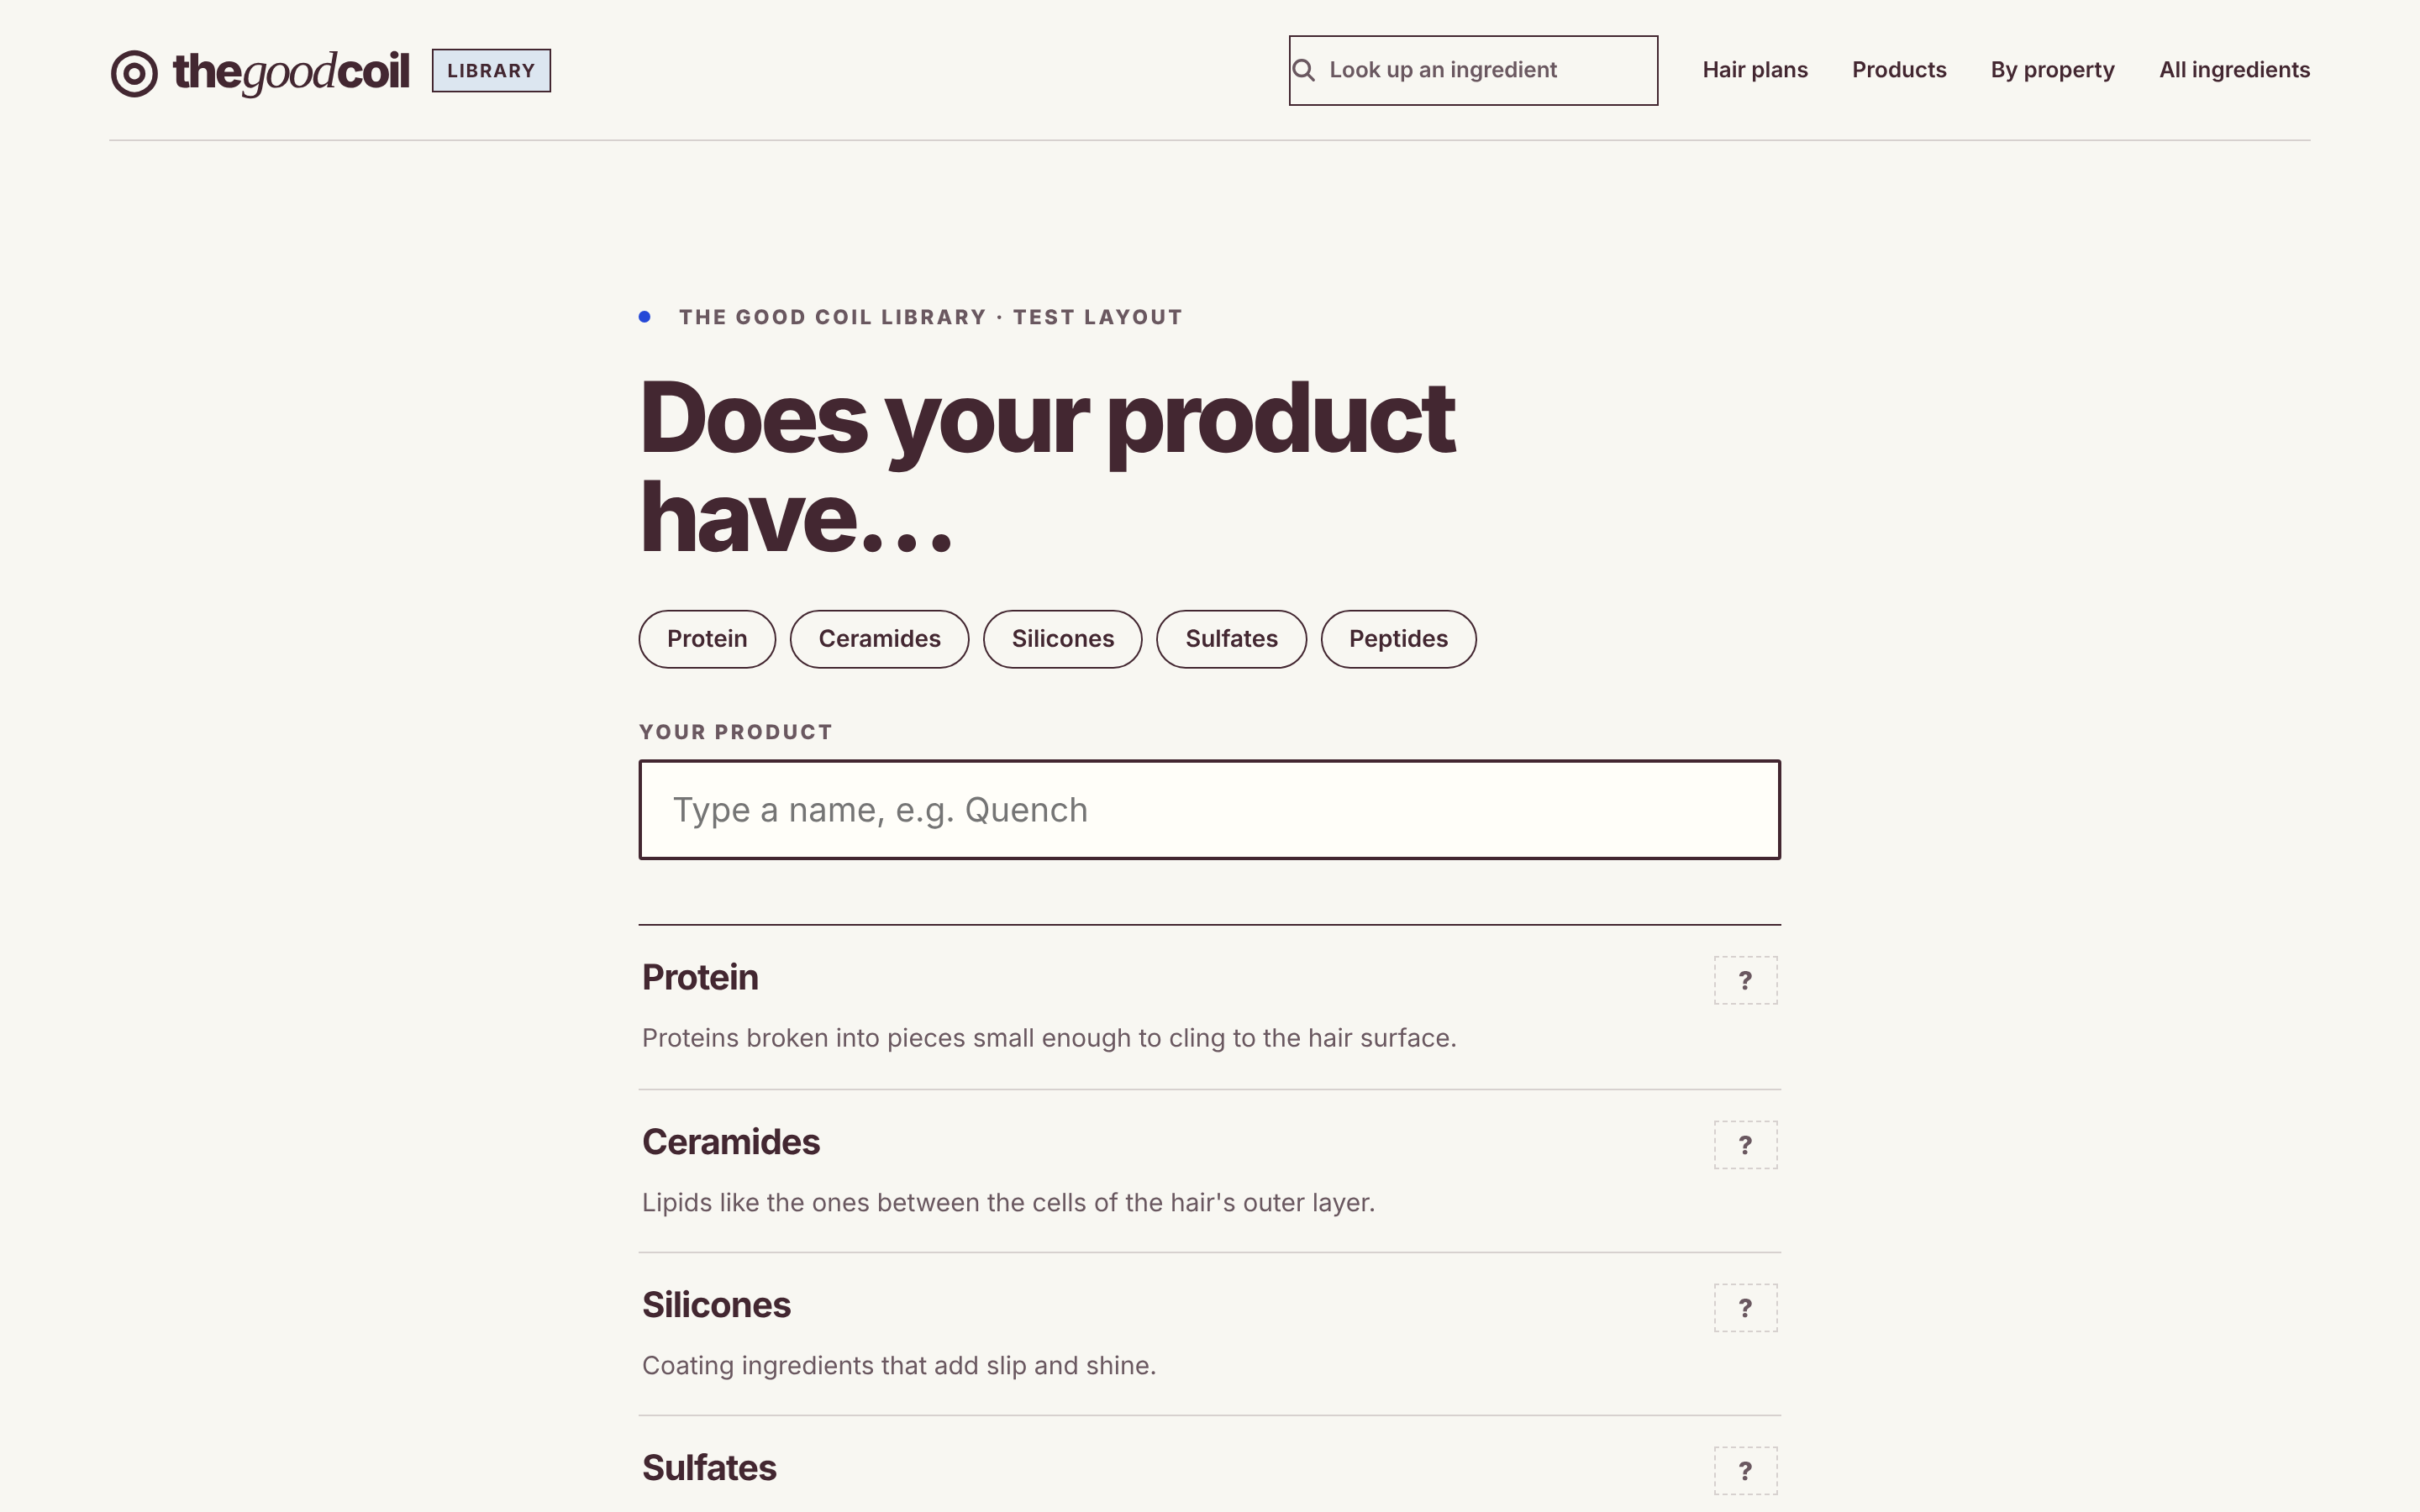 thegoodcoil LIBRARY
Look up an ingredient
Hair plans Products By property All ingredients
THE GOOD COIL LIBRARY · TEST LAYOUT
Does your product
have...
Protein Ceramides Silicones Sulfates Peptides
YOUR PRODUCT
Type a name, e.g. Quench
Protein ?
Proteins broken into pieces small enough to cling to the hair surface.
Ceramides ?
Lipids like the ones between the cells of the hair's outer layer.
Silicones ?
Coating ingredients that add slip and shine.
Sulfates ?